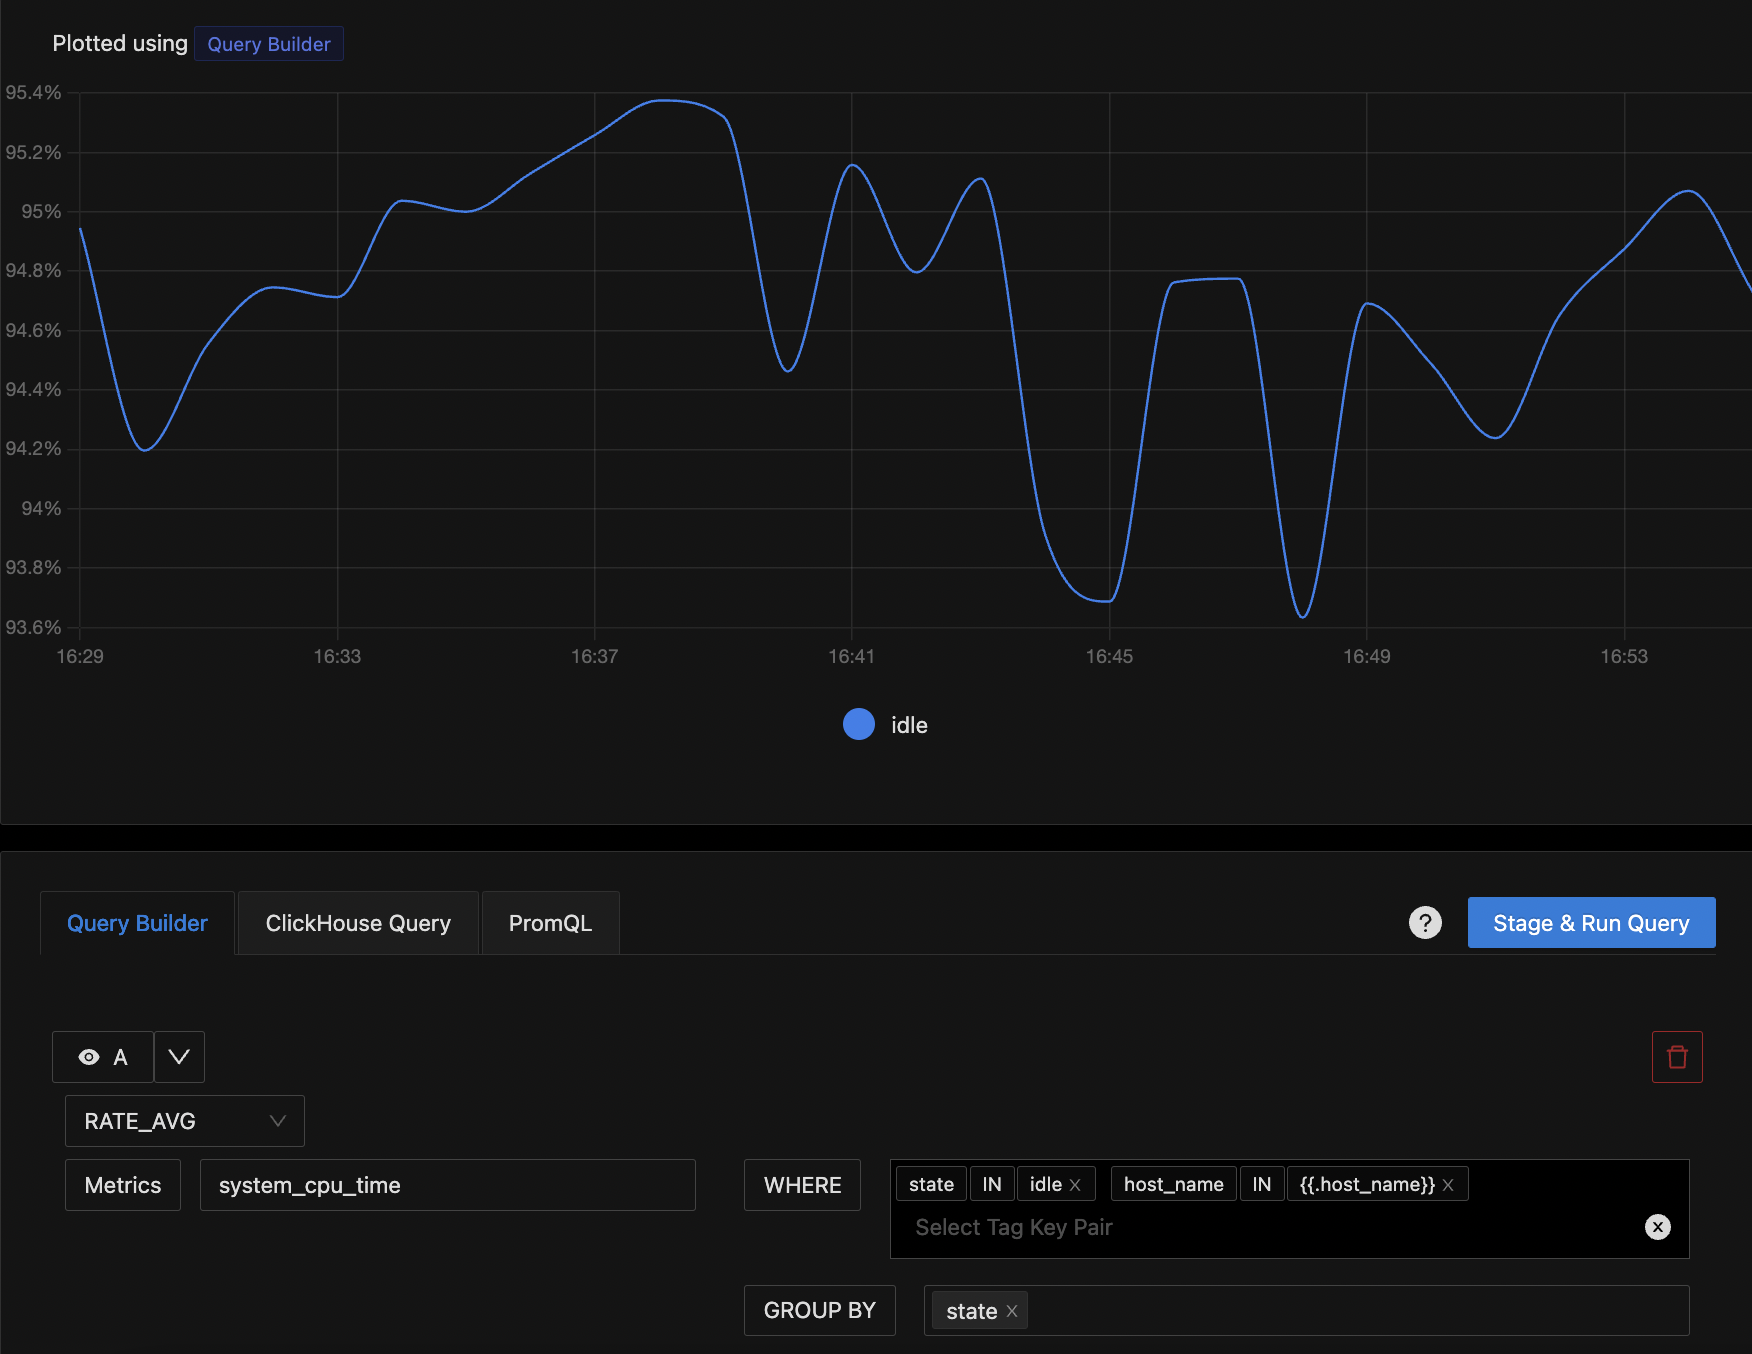 Plotted using Query Builder
95.4%
95.2%
95%
94.8%
94.6%
94.4%
94.2%
94%
93.8%
93.6%
16:29 16:33 16:37 16:41 16:45 16:49 16:53
idle
Query Builder ClickHouse Query PromQL ? Stage & Run Query
A
RATE_AVG
Metrics system_cpu_time WHERE state IN idle X host_name IN {{.host_name}} X
Select Tag Key Pair
GROUP BY state X